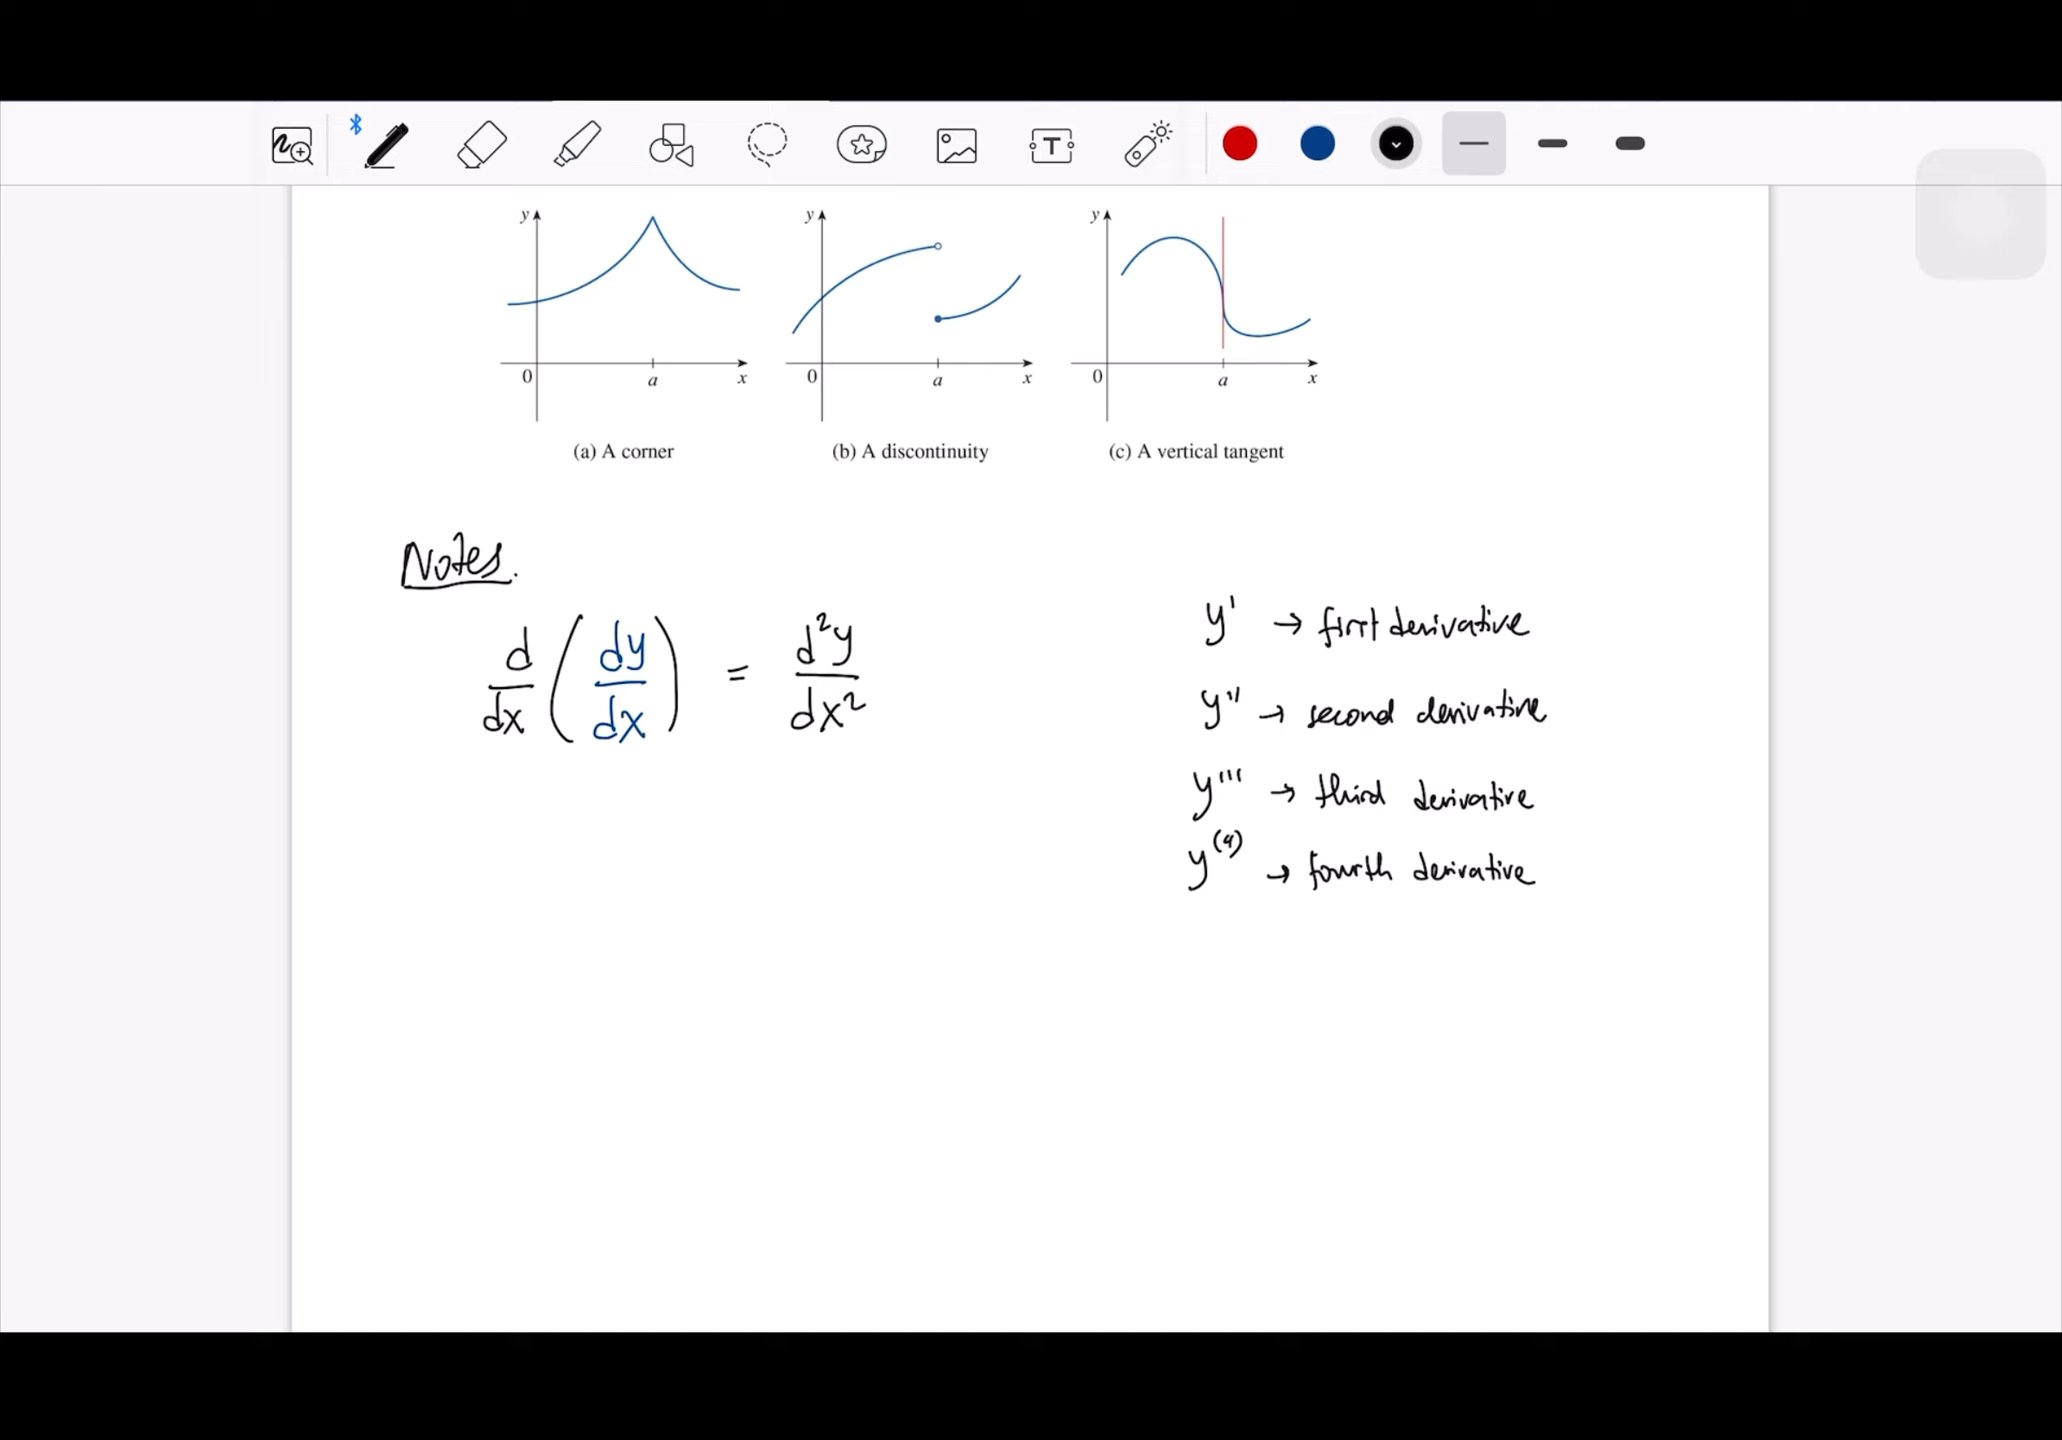 T
y y y
0 a x 0 a x 0 a x
(a) A corner (b) A discontinuity (c) A vertical tangent
Notes.
d/dx (dy/dx) = d²y/dx²
y' → first derivative
y'' → second derivative
y''' → third derivative
y⁽⁴⁾ → fourth derivative